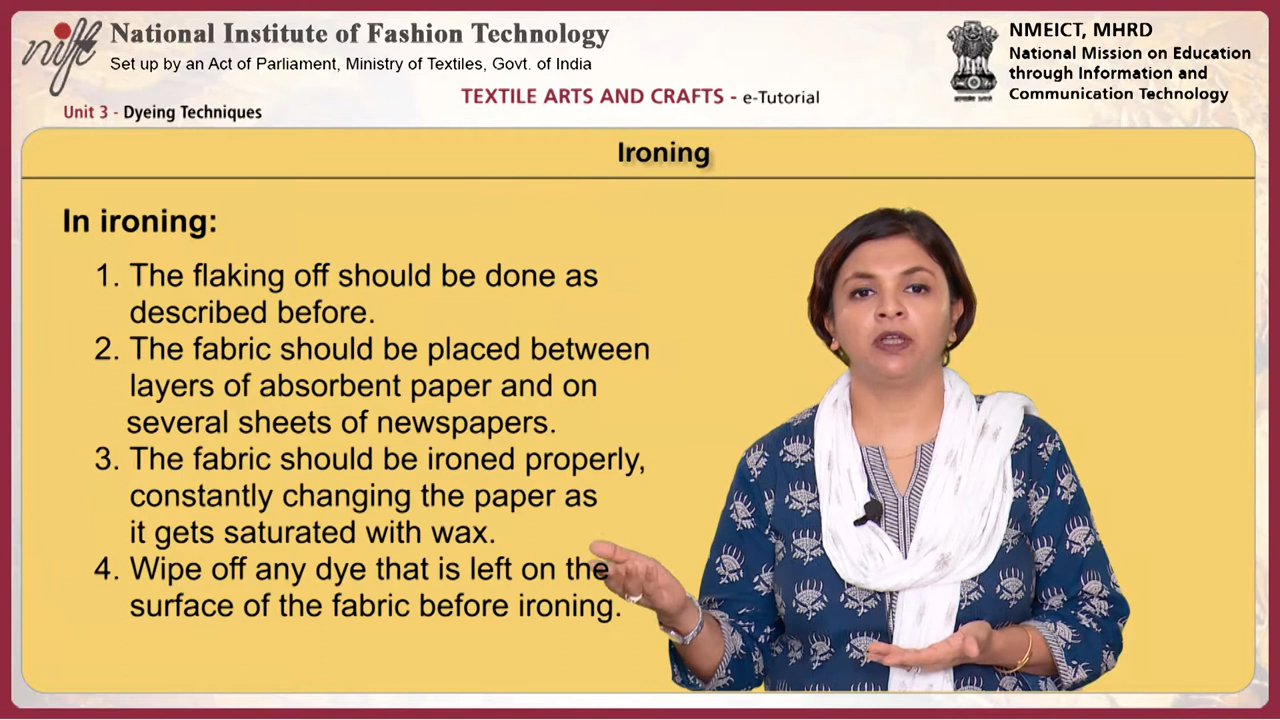 nift
National Institute of Fashion Technology
Set up by an Act of Parliament, Ministry of Textiles, Govt. of India
NMEICT, MHRD
National Mission on Education
through Information and
Communication Technology
TEXTILE ARTS AND CRAFTS - e-Tutorial
Unit 3 - Dyeing Techniques
Ironing
In ironing:
1. The flaking off should be done as
described before.
2. The fabric should be placed between
layers of absorbent paper and on
several sheets of newspapers.
3. The fabric should be ironed properly,
constantly changing the paper as
it gets saturated with wax.
4. Wipe off any dye that is left on the
surface of the fabric before ironing.